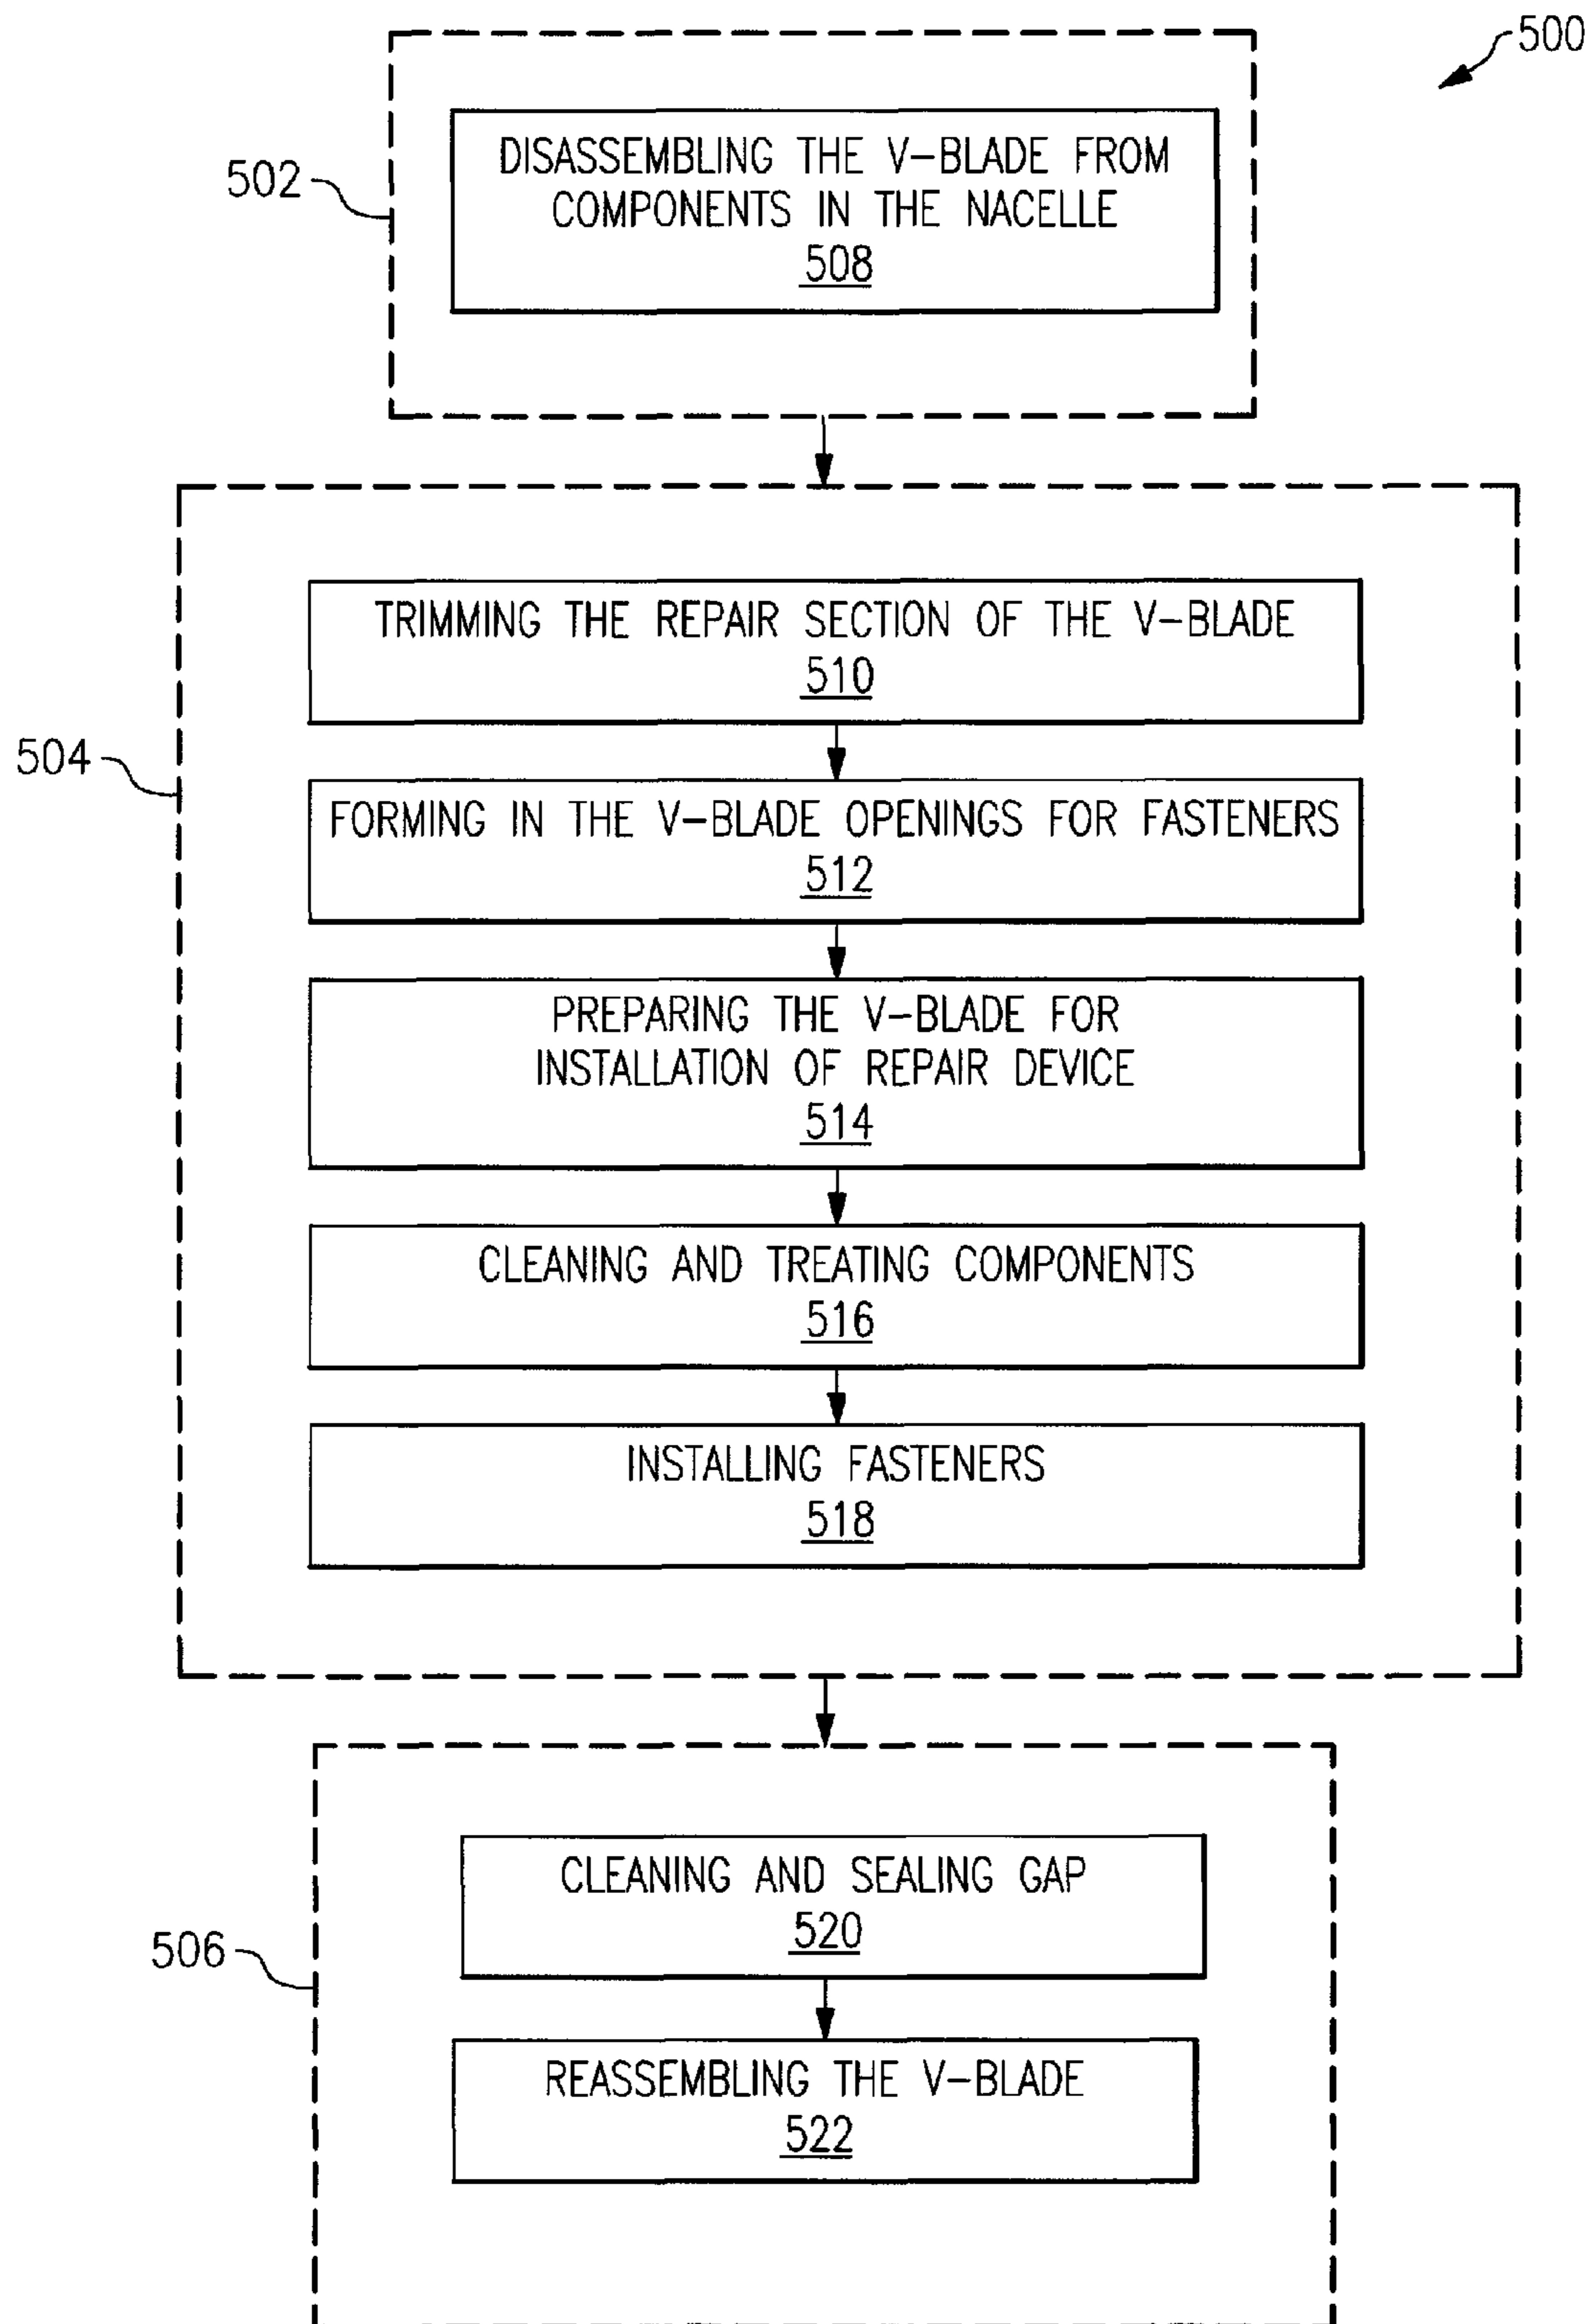 500
502
DISASSEMBLING THE V-BLADE FROM
COMPONENTS IN THE NACELLE
508
504
TRIMMING THE REPAIR SECTION OF THE V-BLADE
510
FORMING IN THE V-BLADE OPENINGS FOR FASTENERS
512
PREPARING THE V-BLADE FOR
INSTALLATION OF REPAIR DEVICE
514
CLEANING AND TREATING COMPONENTS
516
INSTALLING FASTENERS
518
506
CLEANING AND SEALING GAP
520
REASSEMBLING THE V-BLADE
522